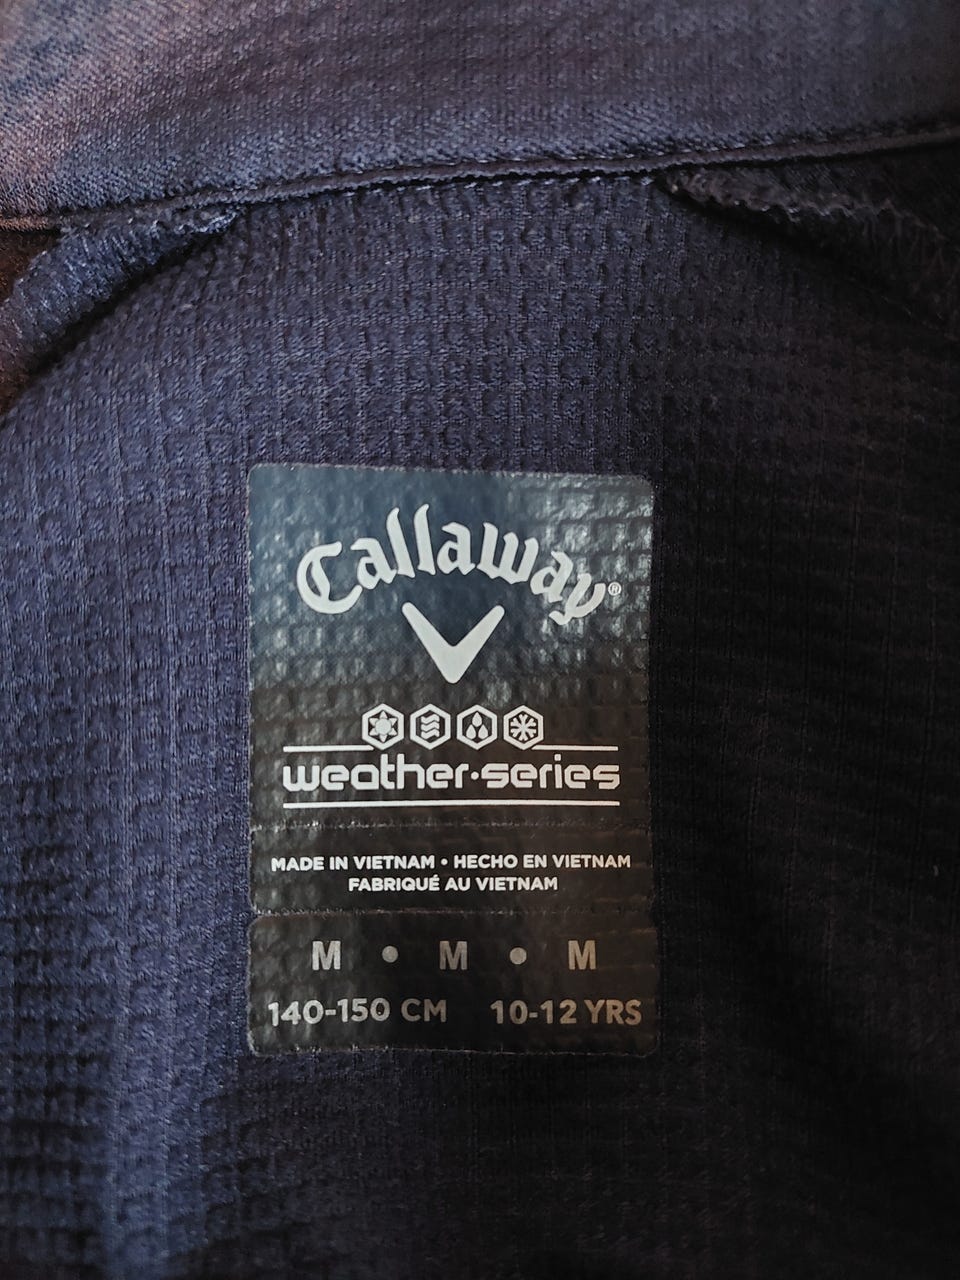 Callaway®
weather·series
MADE IN VIETNAM • HECHO EN VIETNAM
FABRIQUÉ AU VIETNAM
M • M • M
140-150 CM 10-12 YRS